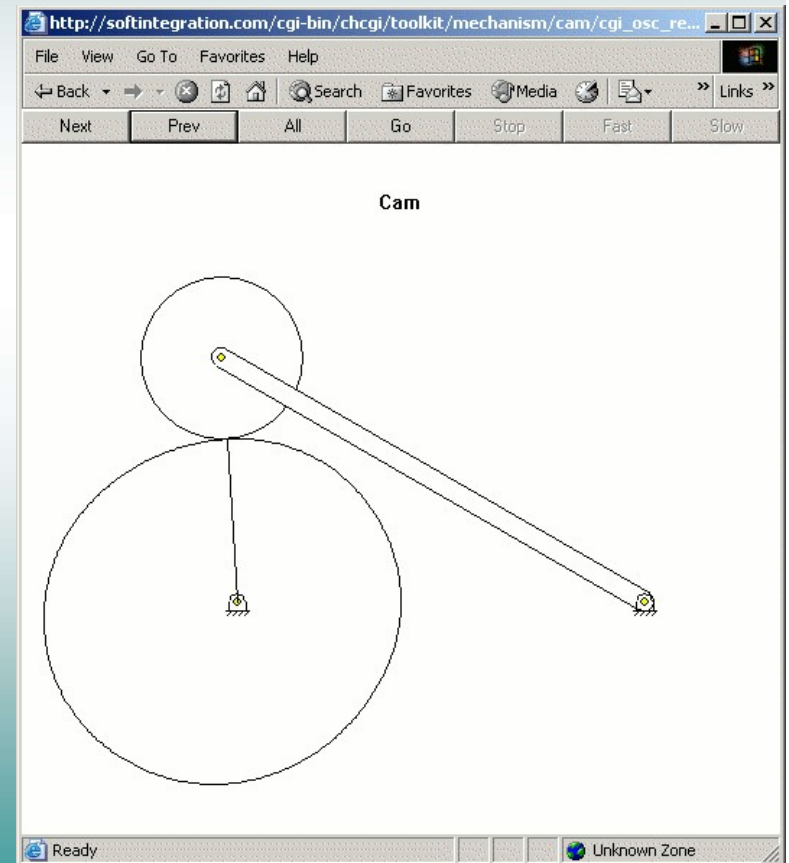 http://softintegration.com/cgi-bin/chcgi/toolkit/mechanism/cam/cgi_osc_re...
File View Go To Favorites Help
Back Search Favorites Media » Links »
Next Prev All Go Stop Fast Slow
Cam
Ready Unknown Zone